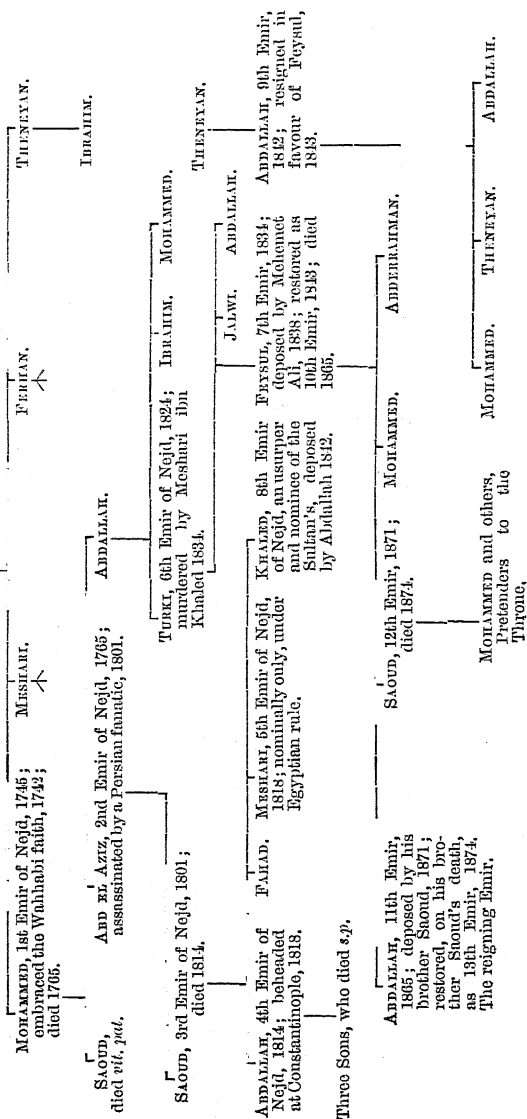 MOHAMMED, 1st Emir of Nejd, 1745;
embraced the Wahhabi faith, 1742;
died 1765.
MESHARI.
FERHAN.
THENEYAN.
SAOUD,
died vit. pat.
ABD EL AZIZ, 2nd Emir of Nejd, 1765;
assassinated by a Persian fanatic, 1801.
ABDALLAH.
IBRAHIM.
SAOUD, 3rd Emir of Nejd, 1801;
died 1814.
TURKI, 6th Emir of Nejd, 1824;
murdered by Meshari ibn
Khaled 1834.
IBRAHIM.
MOHAMMED.
THENEYAN.
JALWI.
ABDALLAH.
ABDALLAH, 4th Emir of
Nejd, 1814; beheaded
at Constantinople, 1818.
FAHAD.
MESHARI, 5th Emir of Nejd,
1818; nominally only, under
Egyptian rule.
KHALED, 8th Emir
of Nejd, an usurper
and nominee of the
Sultan's, deposed
by Abdullah 1842.
FEYSUL, 7th Emir, 1834;
deposed by Mehemet
Ali, 1838; restored as
10th Emir, 1843; died
1865.
ABDALLAH, 9th Emir,
1842; resigned in
favour of Feysul,
1843.
Three Sons, who died s.p.
ABDALLAH, 11th Emir,
1865; deposed by his
brother Saoud, 1871;
restored, on his bro-
ther Saoud's death,
as 13th Emir, 1874.
The reigning Emir.
SAOUD, 12th Emir, 1871;
died 1874.
MOHAMMED.
ABDERRAHMAN.
MOHAMMED and others,
Pretenders to the
Throne,
MOHAMMED.
THENEYAN.
ABDALLAH.